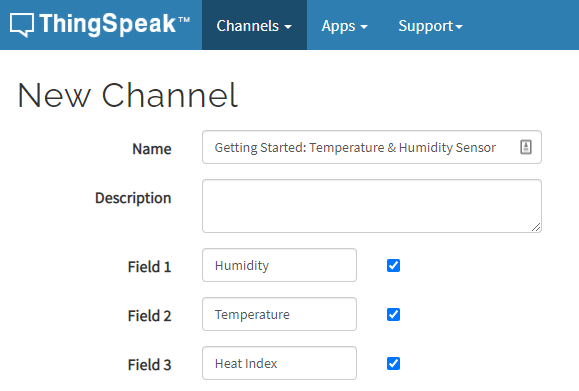 ThingSpeak™ Channels Apps Support
New Channel
Name Getting Started: Temperature & Humidity Sensor
Description
Field 1 Humidity
Field 2 Temperature
Field 3 Heat Index